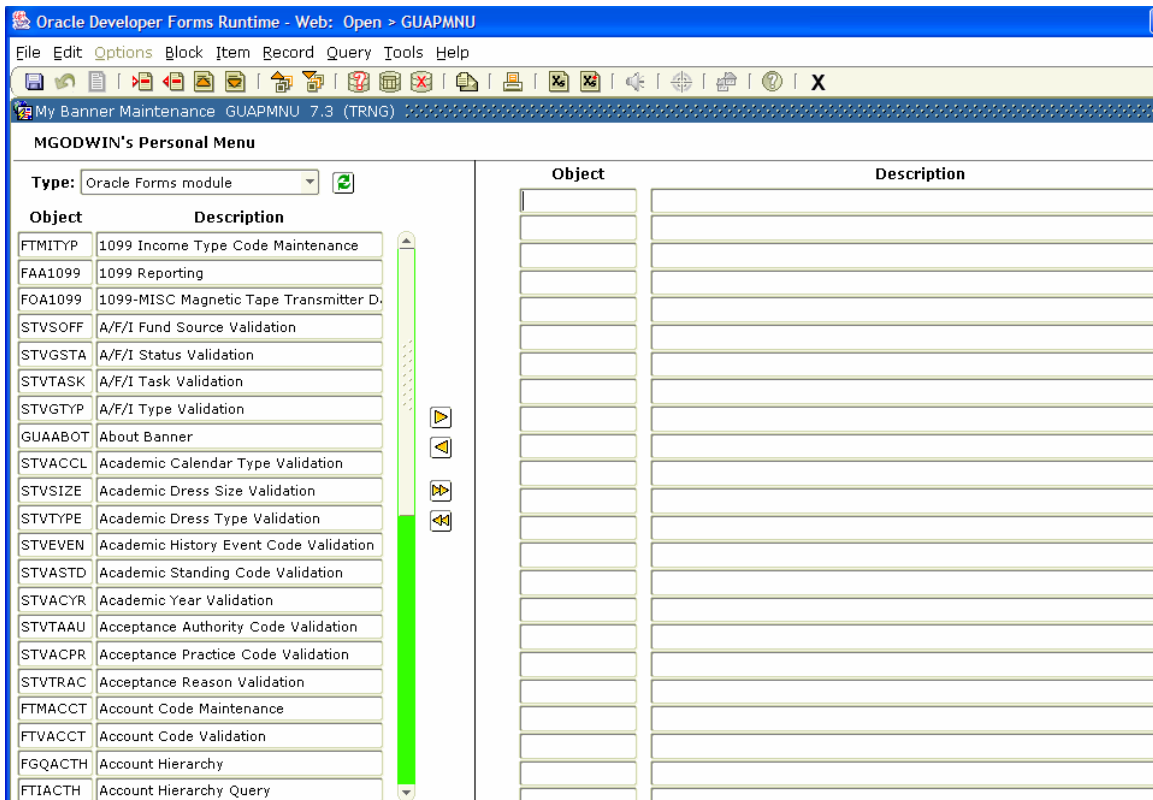 Oracle Developer Forms Runtime - Web: Open > GUAPMNU
File Edit Options Block Item Record Query Tools Help
X
My Banner Maintenance GUAPMNU 7.3 (TRNG)
MGODWIN's Personal Menu
Type: Oracle Forms module
Object Description
Object Description
FTMITYP 1099 Income Type Code Maintenance
FAA1099 1099 Reporting
FOA1099 1099-MISC Magnetic Tape Transmitter
STVSOFF A/F/I Fund Source Validation
STVGSTA A/F/I Status Validation
STVTASK A/F/I Task Validation
STVGTYP A/F/I Type Validation
GUAABOT About Banner
STVACCL Academic Calendar Type Validation
STVSIZE Academic Dress Size Validation
STVTYPE Academic Dress Type Validation
STVEVEN Academic History Event Code Validation
STVASTD Academic Standing Code Validation
STVACYR Academic Year Validation
STVTAAU Acceptance Authority Code Validation
STVACPR Acceptance Practice Code Validation
STVTRAC Acceptance Reason Validation
FTMACCT Account Code Maintenance
FTVACCT Account Code Validation
FGQACTH Account Hierarchy
FTIACTH Account Hierarchy Query